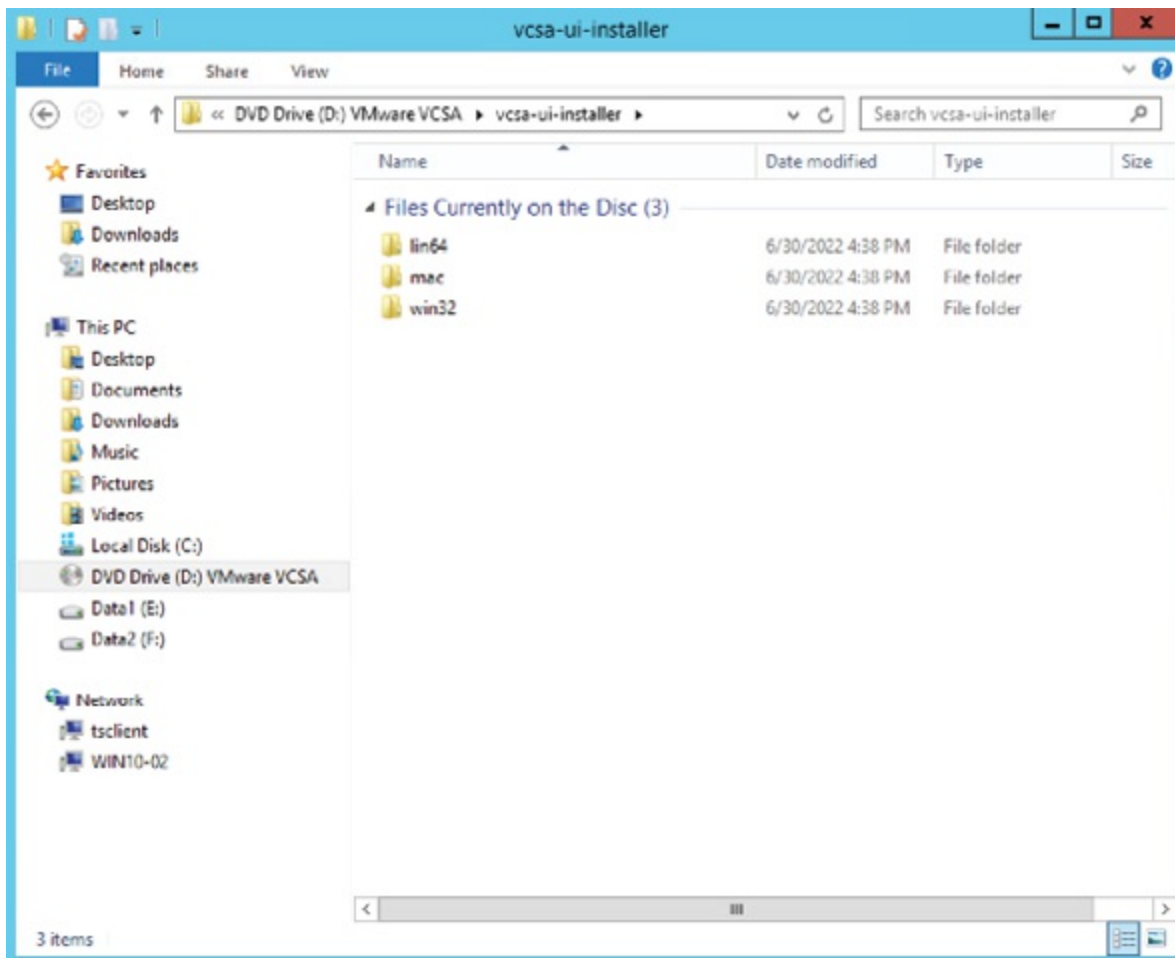 vcsa-ui-installer
File Home Share View
« DVD Drive (D:) VMware VCSA ▸ vcsa-ui-installer ▸ Search vcsa-ui-installer
Name Date modified Type Size
Favorites
Desktop
Downloads
Recent places
This PC
Desktop
Documents
Downloads
Music
Pictures
Videos
Local Disk (C:)
DVD Drive (D:) VMware VCSA
Data1 (E:)
Data2 (F:)
Network
tsclient
WIN10-02
Files Currently on the Disc (3)
lin64 6/30/2022 4:38 PM File folder
mac 6/30/2022 4:38 PM File folder
win32 6/30/2022 4:38 PM File folder
3 items